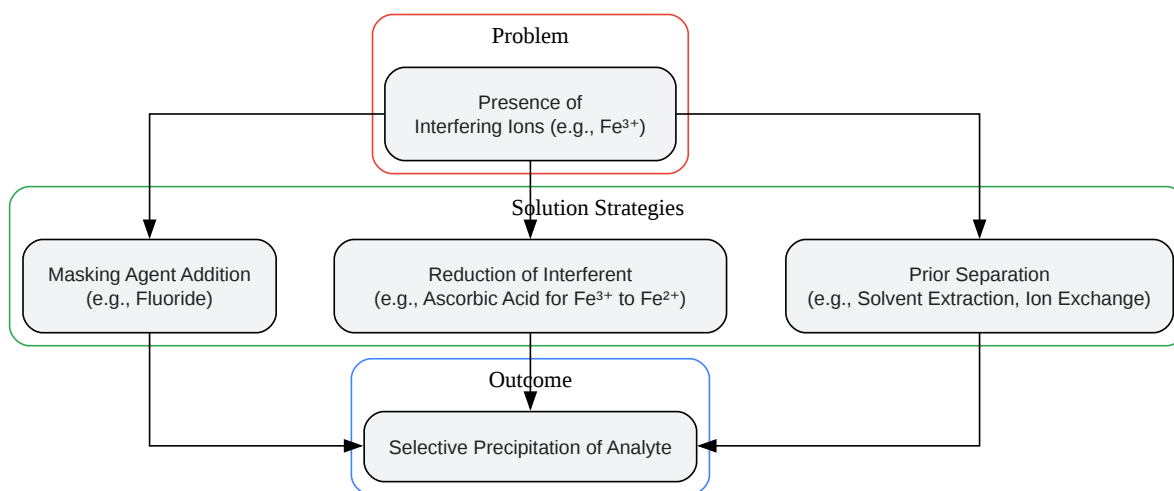 Problem
Presence of
Interfering Ions (e.g., Fe³⁺)
Solution Strategies
Masking Agent Addition
(e.g., Fluoride)
Reduction of Interferent
(e.g., Ascorbic Acid for Fe³⁺ to Fe²⁺)
Prior Separation
(e.g., Solvent Extraction, Ion Exchange)
Outcome
Selective Precipitation of Analyte